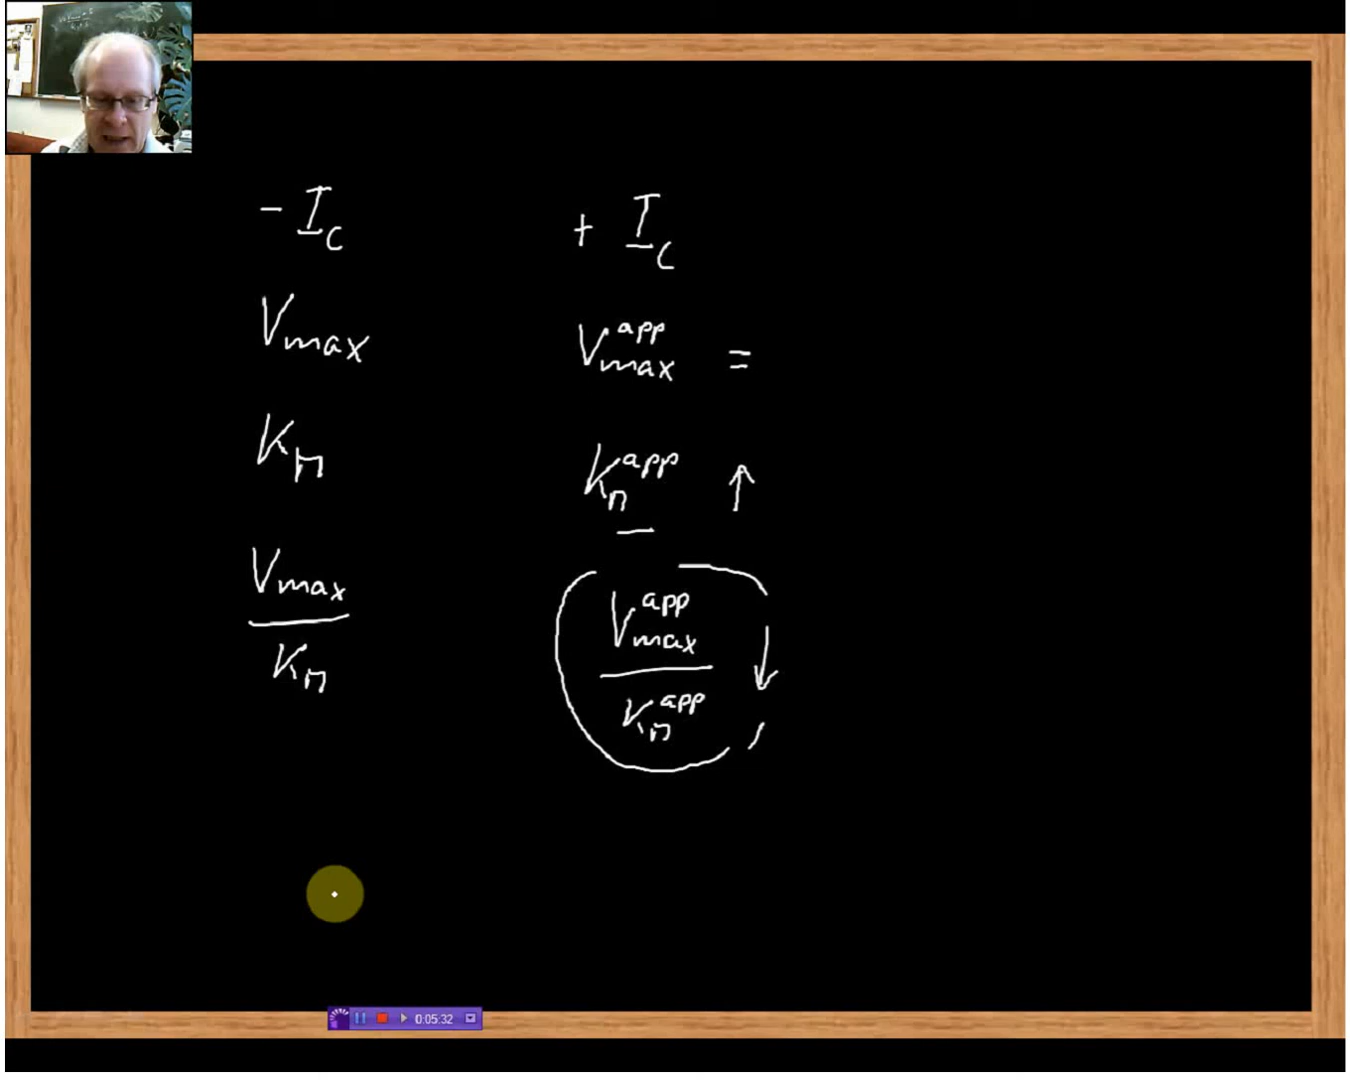 - I_c
+ I_c
V_max
V_max^app =
K_M
K_M^app ↑
V_max
K_M
V_max^app
K_M^app
↓
0:05:32